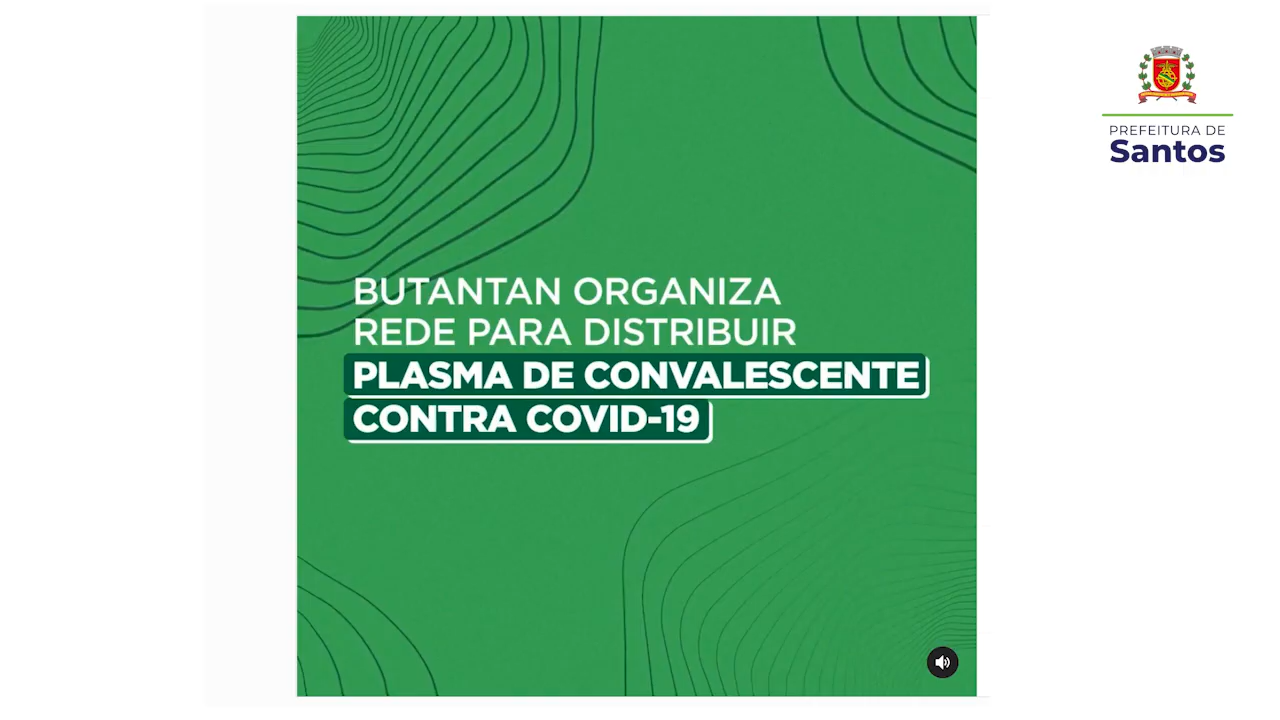 BUTANTAN ORGANIZA
REDE PARA DISTRIBUIR
PLASMA DE CONVALESCENTE
CONTRA COVID-19
PREFEITURA DE
Santos